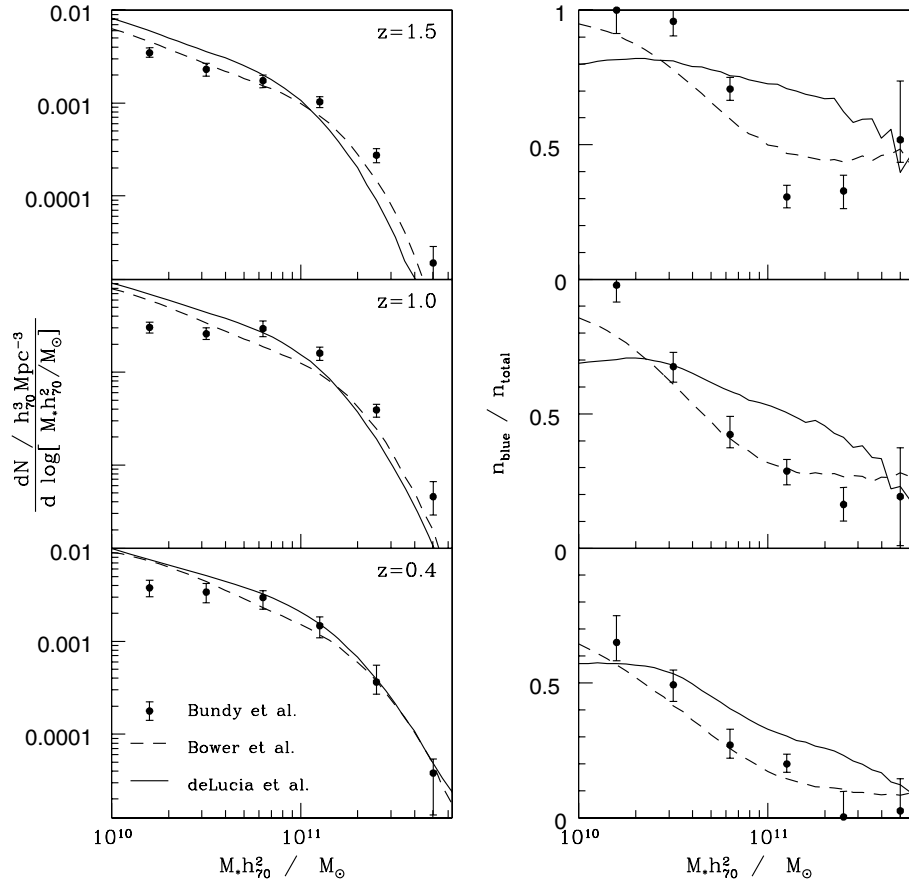 z=1.5
0.01
0.001
0.0001
z=1.0
dN / h³₇₀Mpc⁻³
d log[ M*h²₇₀/M⊙]
0.01
0.001
0.0001
z=0.4
Bundy et al.
Bower et al.
deLucia et al.
10¹⁰ 10¹¹
M*h²₇₀ / M⊙
1
0.5
0
0.5
0
0.5
0
n_blue / n_total
10¹⁰ 10¹¹
M*h²₇₀ / M⊙